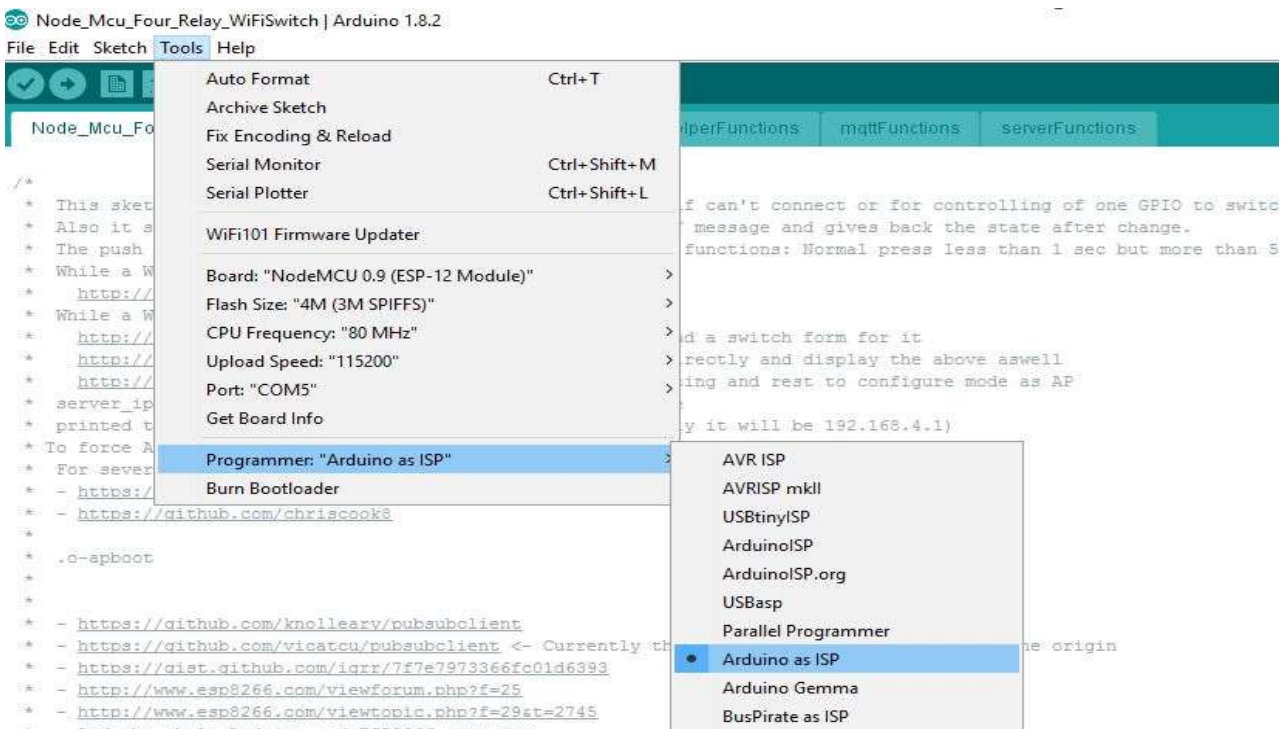 Node_Mcu_Four_Relay_WiFiSwitch | Arduino 1.8.2
File Edit Sketch Tools Help
Auto Format Ctrl+T
Archive Sketch
Fix Encoding & Reload
Serial Monitor Ctrl+Shift+M
Serial Plotter Ctrl+Shift+L
WiFi101 Firmware Updater
Board: "NodeMCU 0.9 (ESP-12 Module)"
Flash Size: "4M (3M SPIFFS)"
CPU Frequency: "80 MHz"
Upload Speed: "115200"
Port: "COM5"
Get Board Info
Programmer: "Arduino as ISP"
Burn Bootloader
AVR ISP
AVRISP mkII
USBtinyISP
ArduinoISP
ArduinoISP.org
USBasp
Parallel Programmer
Arduino as ISP
Arduino Gemma
BusPirate as ISP
Node_Mcu_Fo lperFunctions mqttFunctions serverFunctions
/*
* This sket if can't connect or for controlling of one GPIO to switc
* Also it s message and gives back the state after change.
* The push functions: Normal press less than 1 sec but more than 5
* While a W
* http://
* While a W
* http:// d a switch form for it
* http:// rectly and display the above aswell
* http:// ing and rest to configure mode as AP
* server_ip
* printed t y it will be 192.168.4.1)
* To force A
* For sever
* - https:/
* - https://github.com/chriscook8
*
* .o-apboot
*
*
* - https://github.com/knolleary/pubsubclient
* - https://github.com/vicatcu/pubsubclient <- Currently th he origin
* - https://gist.github.com/igrr/7f7e7973366fc01d6393
* - http://www.esp8266.com/viewforum.php?f=25
* - http://www.esp8266.com/viewtopic.php?f=29&t=2745